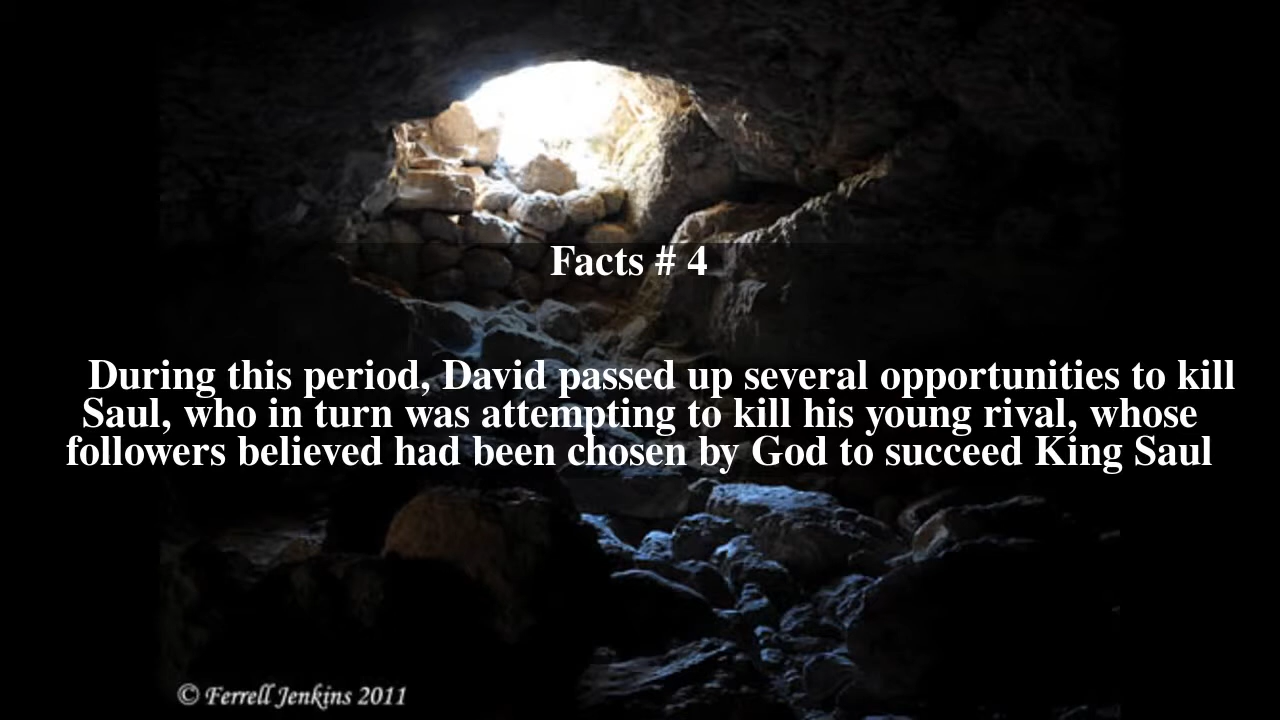 Facts # 4
During this period, David passed up several opportunities to kill
Saul, who in turn was attempting to kill his young rival, whose
followers believed had been chosen by God to succeed King Saul
© Ferrell Jenkins 2011